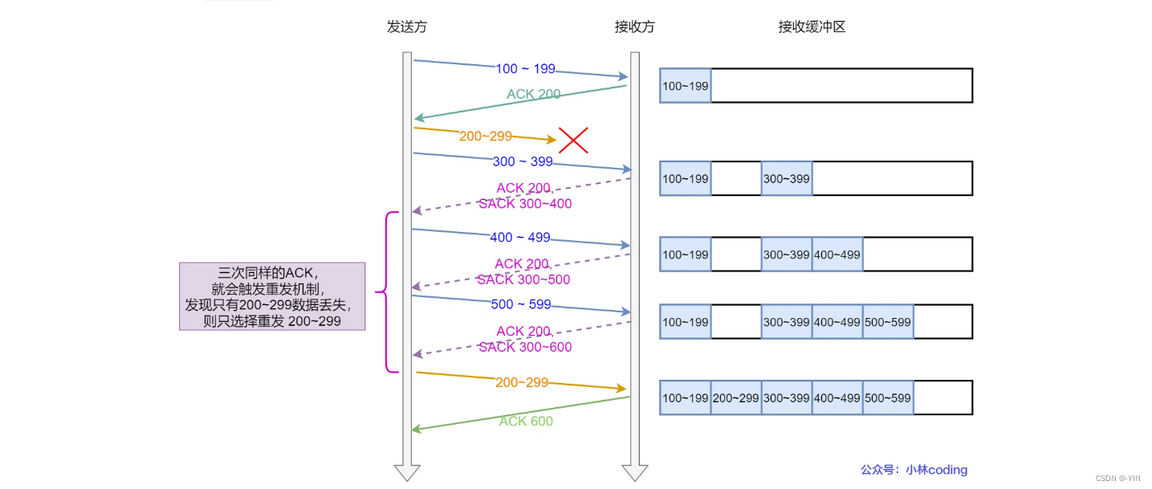 发送方
接收方
接收缓冲区
100 ~ 199
100~199
ACK 200
200~299
300 ~ 399
100~199
300~399
ACK 200,
SACK 300~400
400 ~ 499
100~199
300~399
400~499
ACK 200,
SACK 300~500
三次同样的ACK，
就会触发重发机制，
发现只有200~299数据丢失，
则只选择重发 200~299
500 ~ 599
100~199
300~399
400~499
500~599
ACK 200,
SACK 300~600
200~299
100~199
200~299
300~399
400~499
500~599
ACK 600
公众号：小林coding
CSDN @-YIN